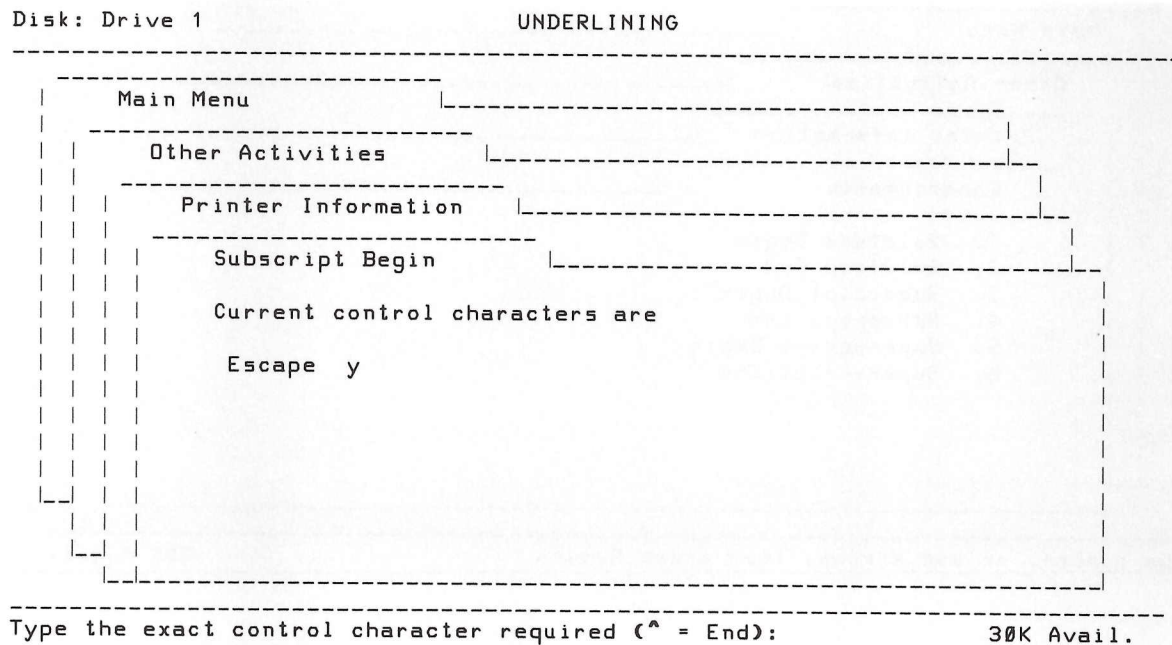 Disk: Drive 1 UNDERLINING
Main Menu
Other Activities
Printer Information
Subscript Begin
Current control characters are
Escape y
Type the exact control character required (^ = End): 30K Avail.